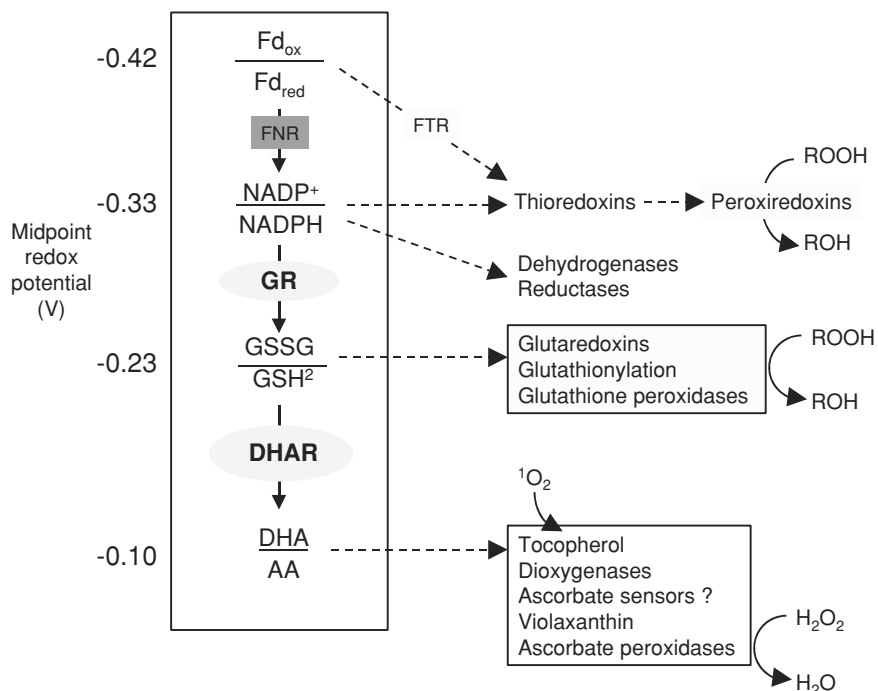 -0.42
Fd_ox
Fd_red
FNR
FTR
ROOH
-0.33
NADP⁺
NADPH
Thioredoxins
Peroxiredoxins
ROH
Midpoint
redox
potential
(V)
GR
Dehydrogenases
Reductases
-0.23
GSSG
GSH²
Glutaredoxins
Glutathionylation
Glutathione peroxidases
ROOH
ROH
DHAR
¹O₂
-0.10
DHA
AA
Tocopherol
Dioxygenases
Ascorbate sensors ?
Violaxanthin
Ascorbate peroxidases
H₂O₂
H₂O